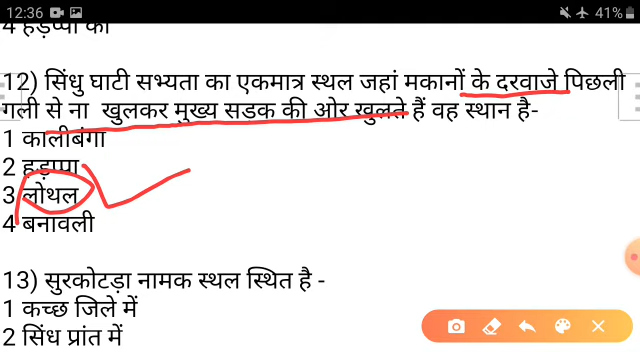 12:36 41%
4 हड़प्पा का
12) सिंधु घाटी सभ्यता का एकमात्र स्थल जहां मकानों के दरवाजे पिछली
गली से ना खुलकर मुख्य सडक की ओर खुलते हैं वह स्थान है-
1 कालीबंगा
2 हड़प्पा
3 लोथल
4 बनावली
13) सुरकोटड़ा नामक स्थल स्थित है -
1 कच्छ जिले में
2 सिंध प्रांत में